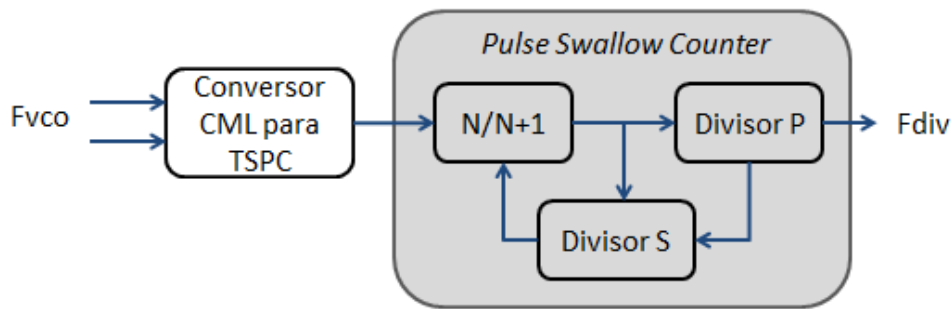 Pulse Swallow Counter
Fvco
Conversor
CML para
TSPC
N/N+1
Divisor P
Fdiv
Divisor S